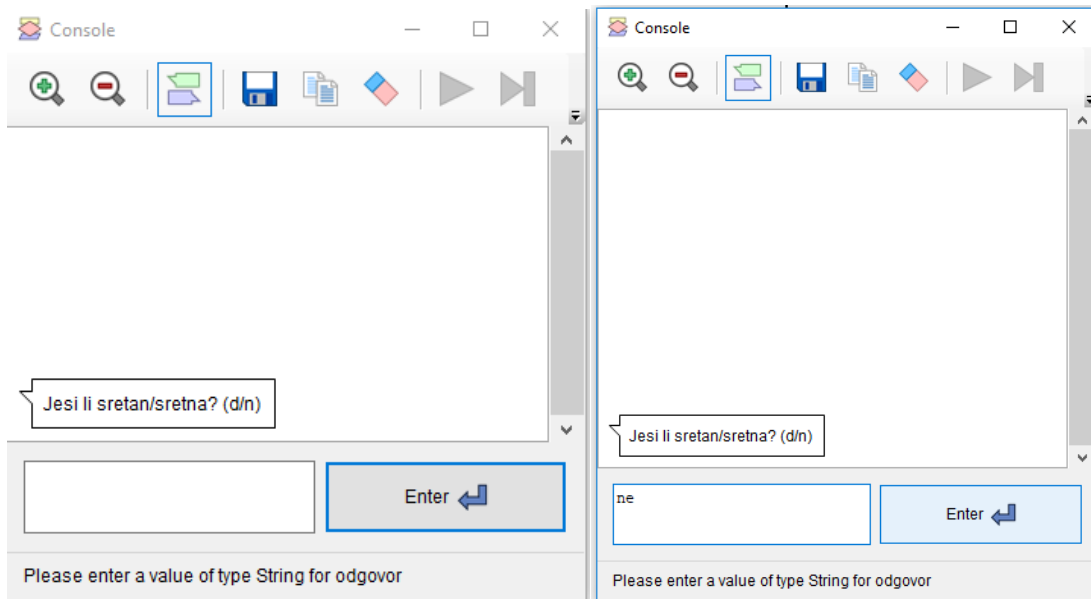 Console
Jesi li sretan/sretna? (d/n)
Enter
Please enter a value of type String for odgovor
Console
Jesi li sretan/sretna? (d/n)
ne
Enter
Please enter a value of type String for odgovor